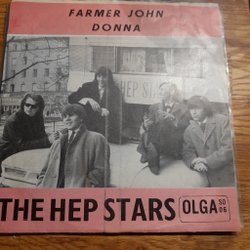 FARMER JOHN
DONNA
HEP STARS
THE HEP STARS
OLGA
SO
06